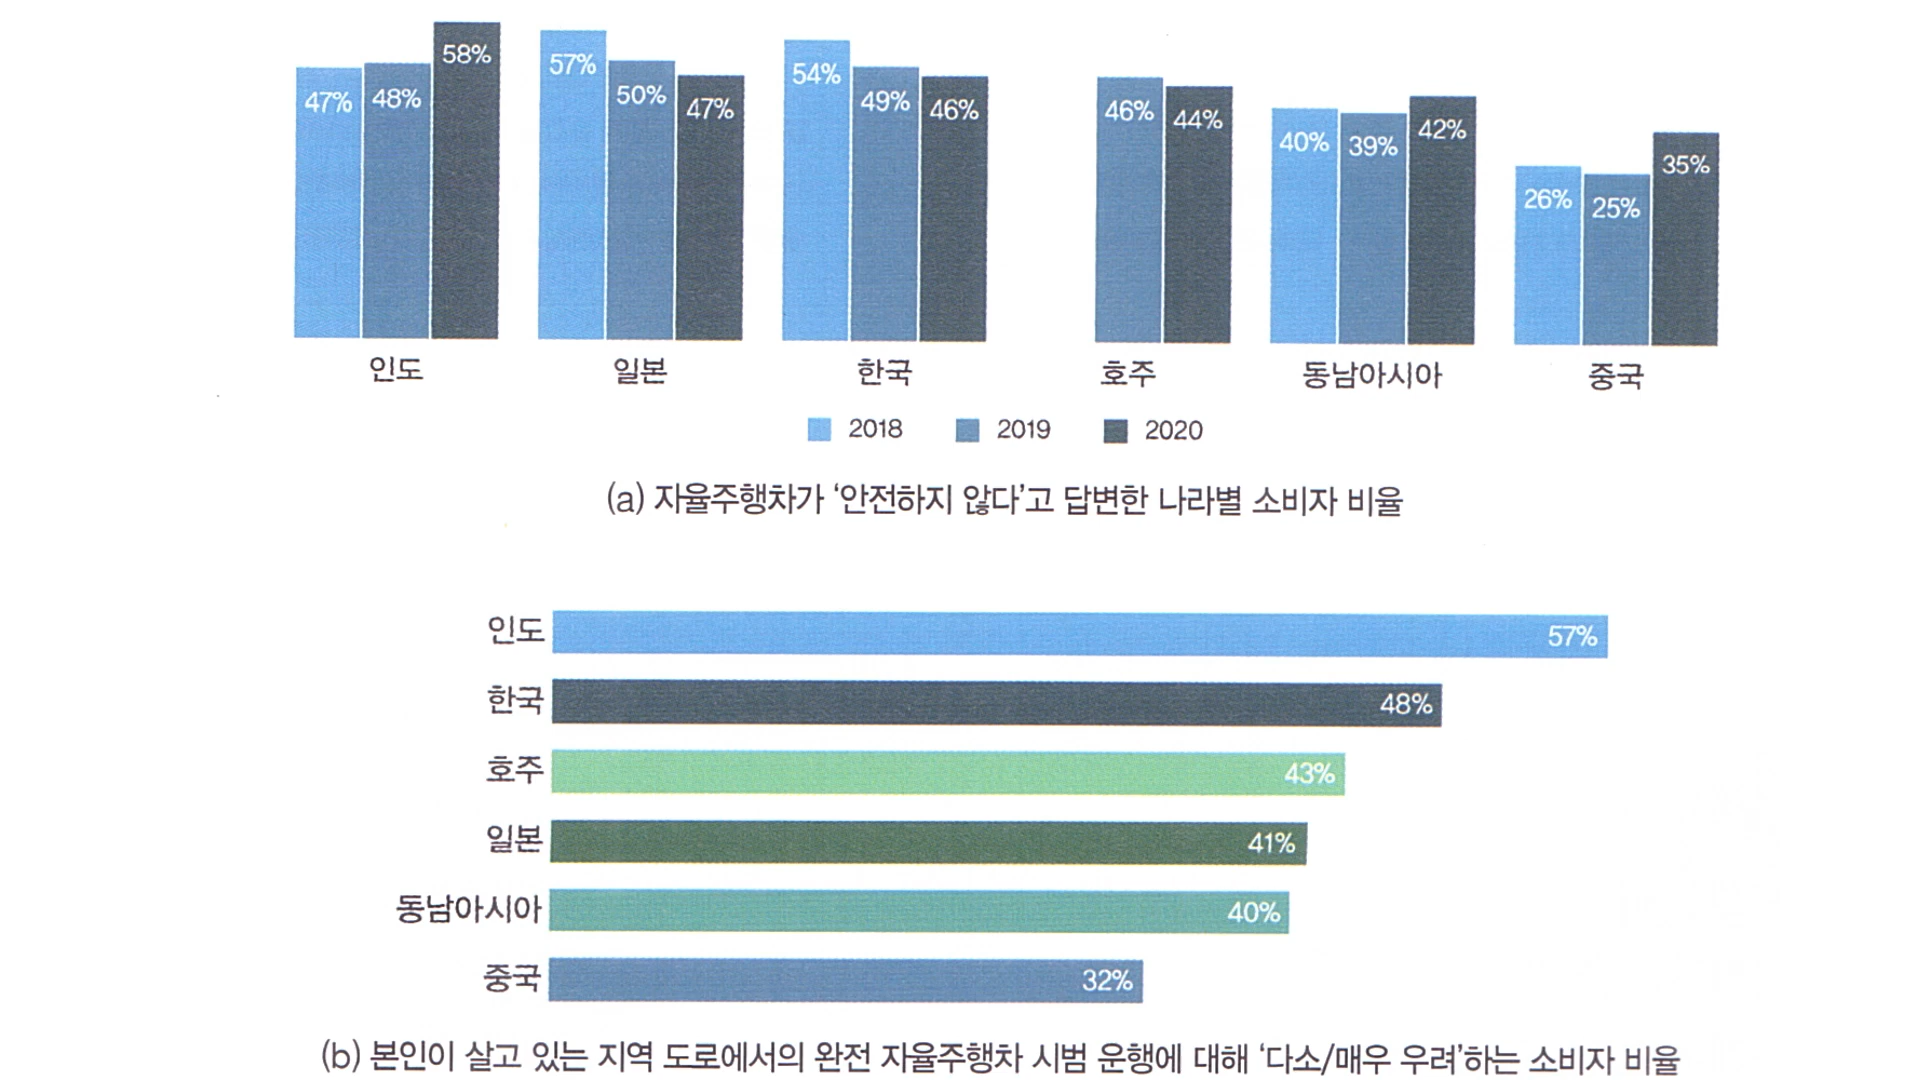 47% 48% 58% 57% 50% 47% 54% 49% 46% 46% 44% 40% 39% 42% 26% 25% 35%
인도 일본 한국 호주 동남아시아 중국
2018 2019 2020
(a) 자율주행차가 ‘안전하지 않다’고 답변한 나라별 소비자 비율
인도 57%
한국 48%
호주 43%
일본 41%
동남아시아 40%
중국 32%
(b) 본인이 살고 있는 지역 도로에서의 완전 자율주행차 시범 운행에 대해 ‘다소/매우 우려’하는 소비자 비율